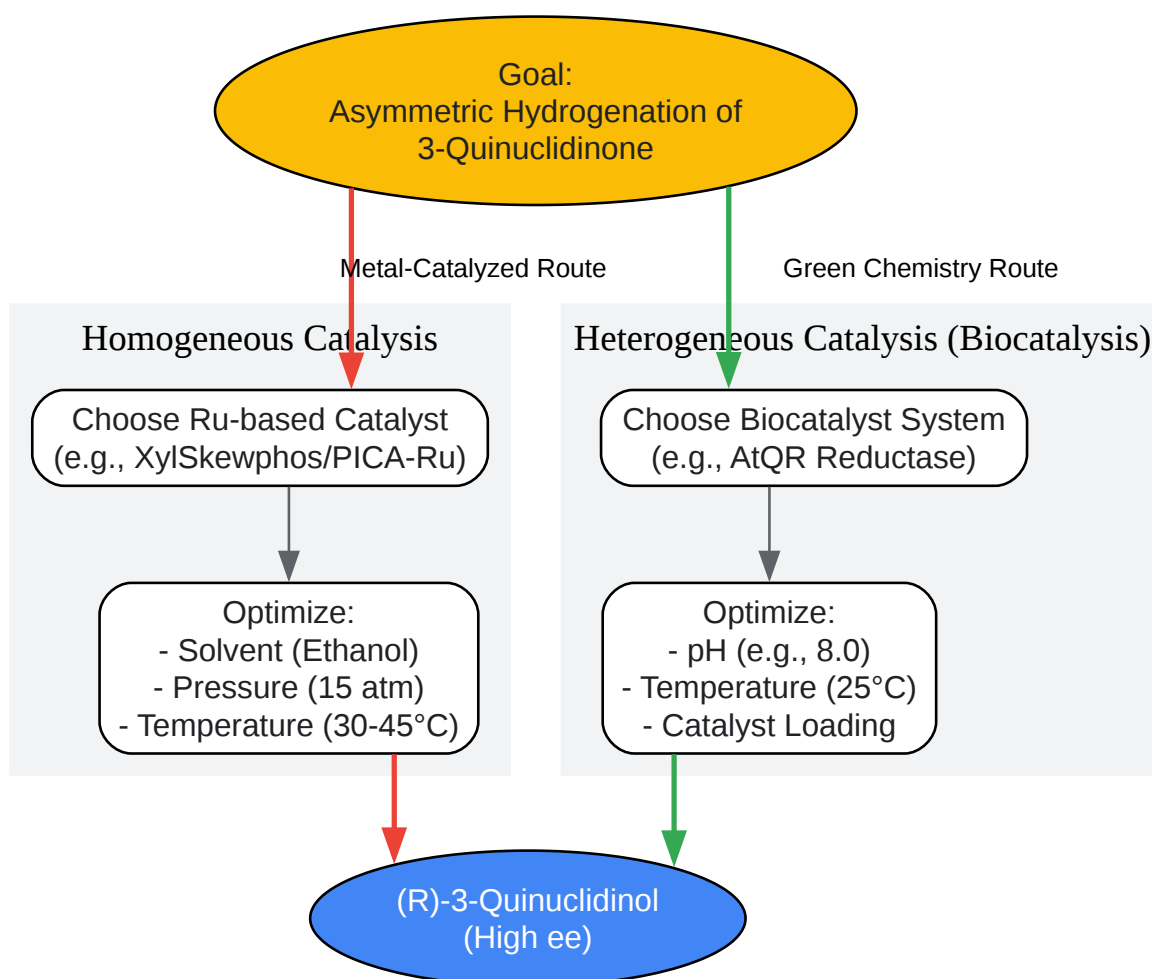 Goal:
Asymmetric Hydrogenation of
3-Quinuclidinone
Metal-Catalyzed Route
Green Chemistry Route
Homogeneous Catalysis
Heterogeneous Catalysis (Biocatalysis)
Choose Ru-based Catalyst
(e.g., XylSkewphos/PICA-Ru)
Choose Biocatalyst System
(e.g., AtQR Reductase)
Optimize:
- Solvent (Ethanol)
- Pressure (15 atm)
- Temperature (30-45°C)
Optimize:
- pH (e.g., 8.0)
- Temperature (25°C)
- Catalyst Loading
(R)-3-Quinuclidinol
(High ee)